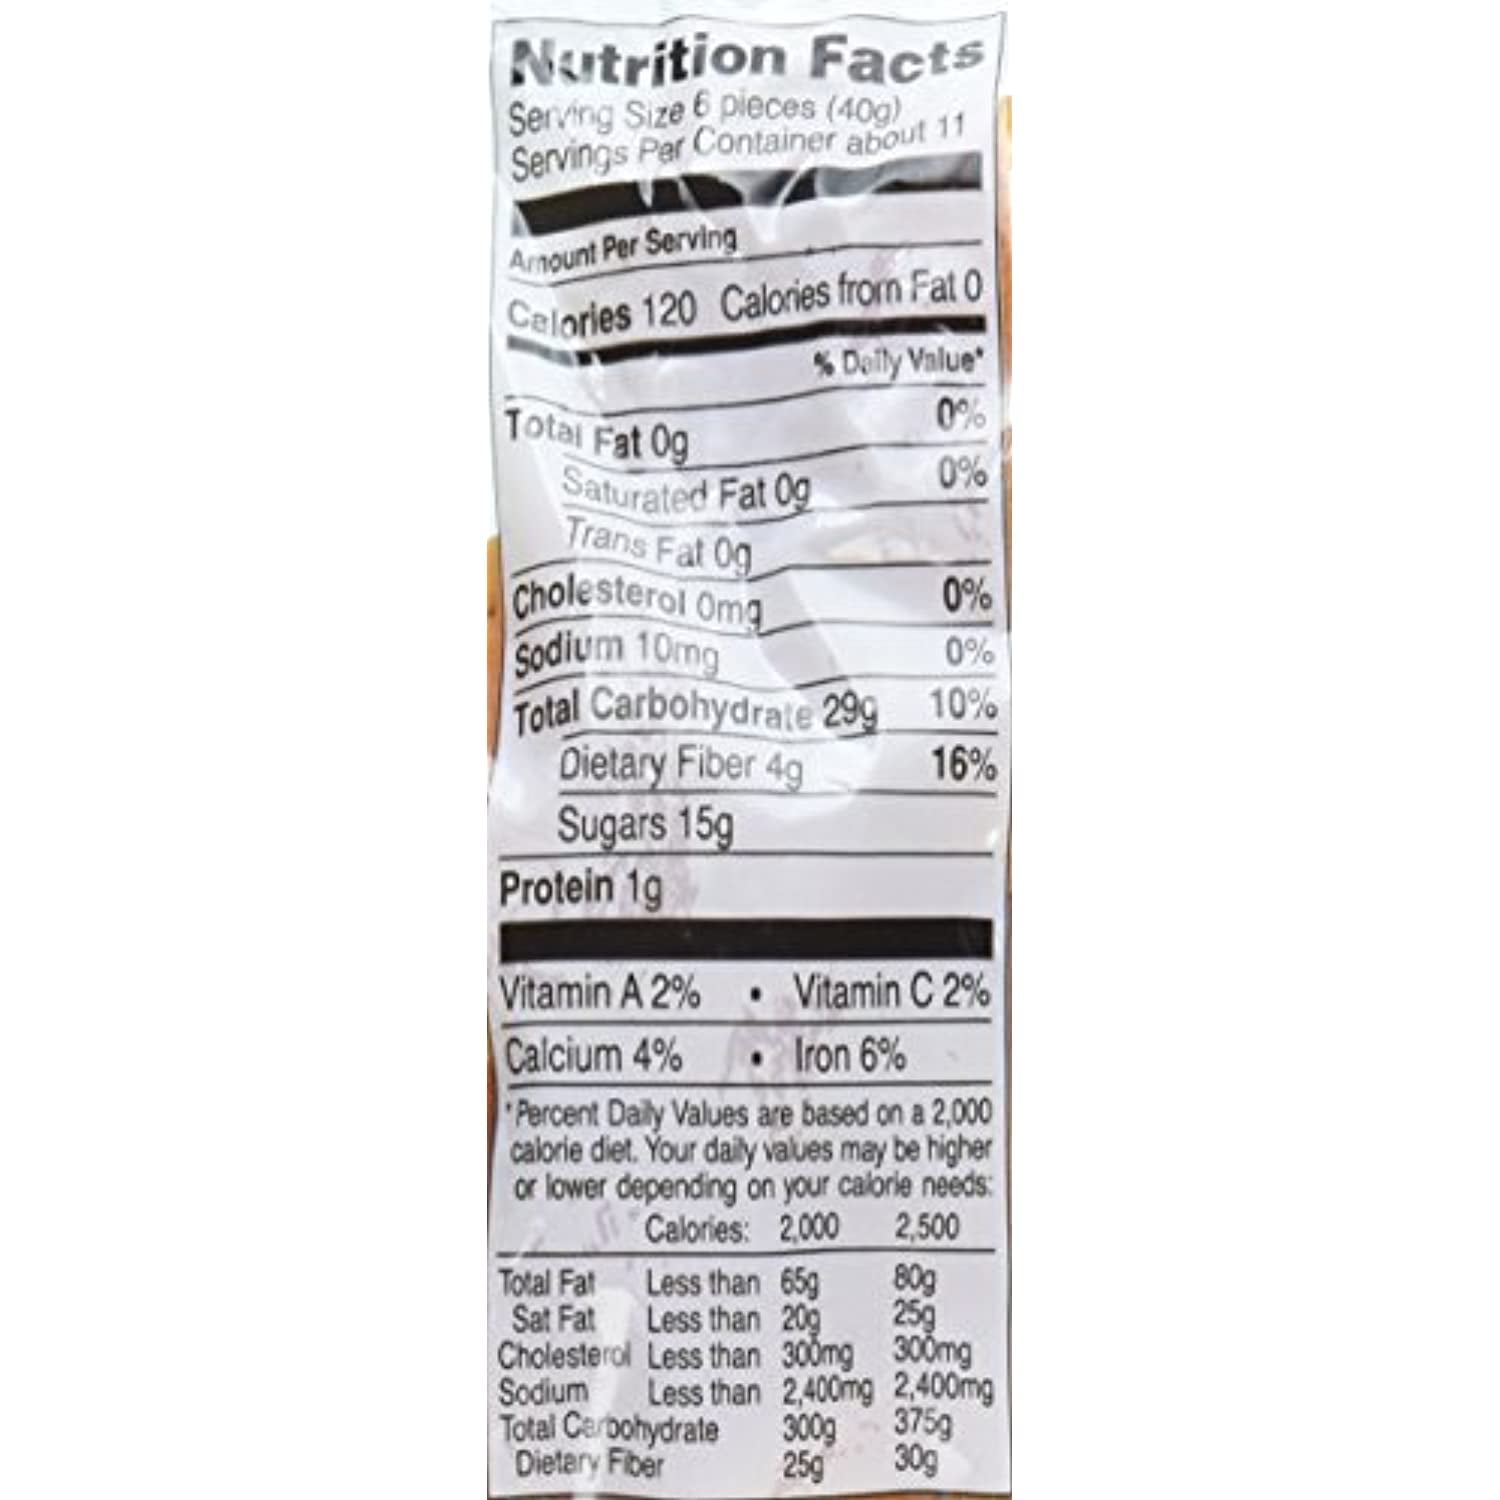 Nutrition Facts
Serving Size 6 pieces (40g)
Servings Per Container about 11
Amount Per Serving
Calories 120 Calories from Fat 0
% Daily Value*
Total Fat 0g 0%
Saturated Fat 0g 0%
Trans Fat 0g
Cholesterol 0mg 0%
Sodium 10mg 0%
Total Carbohydrate 29g 10%
Dietary Fiber 4g 16%
Sugars 15g
Protein 1g
Vitamin A 2% • Vitamin C 2%
Calcium 4% • Iron 6%
*Percent Daily Values are based on a 2,000
calorie diet. Your daily values may be higher
or lower depending on your calorie needs:
Calories: 2,000 2,500
Total Fat Less than 65g 80g
Sat Fat Less than 20g 25g
Cholesterol Less than 300mg 300mg
Sodium Less than 2,400mg 2,400mg
Total Carbohydrate 300g 375g
Dietary Fiber 25g 30g